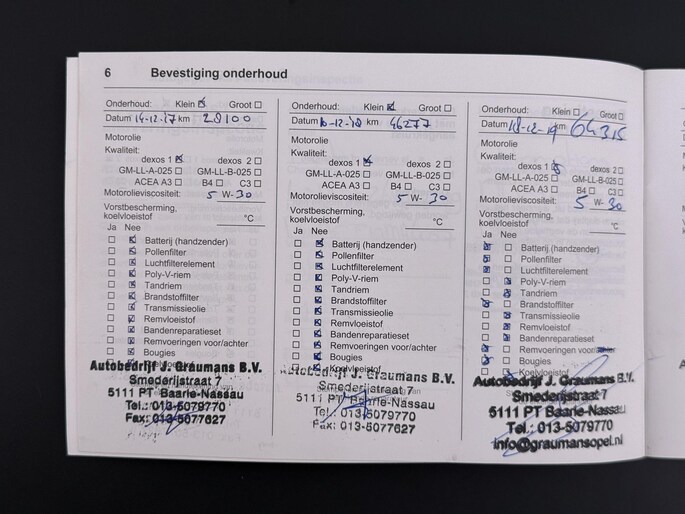 6 Bevestiging onderhoud
Onderhoud: Klein Groot
Datum 14-12-17 km 28100
Motorolie
Kwaliteit:
dexos 1 dexos 2
GM-LL-A-025 GM-LL-B-025
ACEA A3 B4 C3
Motorolieviscositeit: 5 W- 30
Vorstbescherming,
koelvloeistof °C
Ja Nee
Batterij (handzender)
Pollenfilter
Luchtfilterelement
Poly-V-riem
Tandriem
Brandstoffilter
Transmissieolie
Remvloeistof
Bandenreparatieset
Remvoeringen voor/achter
Bougies
Autobedrijf J. Graumans B.V.
Smederijstraat 7
5111 PT Baarle-Nassau
Tel.: 013-5079770
Fax: 013-5077627
Onderhoud: Klein Groot
Datum -12-18 km 46277
Motorolie
Kwaliteit:
dexos 1 dexos 2
GM-LL-A-025 GM-LL-B-025
ACEA A3 B4 C3
Motorolieviscositeit: 5 W- 30
Vorstbescherming,
koelvloeistof °C
Ja Nee
Batterij (handzender)
Pollenfilter
Luchtfilterelement
Poly-V-riem
Tandriem
Brandstoffilter
Transmissieolie
Remvloeistof
Bandenreparatieset
Remvoeringen voor/achter
Bougies
Koelvloeistof
Autobedrijf J. Graumans B.V.
Smederijstraat 7
5111 PT Baarle-Nassau
Tel.: 013-5079770
Fax: 013-5077627
Onderhoud: Klein Groot
Datum 18-12-19 km 64315
Motorolie
Kwaliteit:
dexos 1 dexos 2
GM-LL-A-025 GM-LL-B-025
ACEA A3 B4 C3
Motorolieviscositeit: 5 W- 30
Vorstbescherming,
koelvloeistof °C
Ja Nee
Batterij (handzender)
Pollenfilter
Luchtfilterelement
Poly-V-riem
Tandriem
Brandstoffilter
Transmissieolie
Remvloeistof
Bandenreparatieset
Remvoeringen voor/achter
Bougies
Koelvloeistof
Autobedrijf J. Graumans B.V.
Smederijstraat 7
5111 PT Baarle-Nassau
Tel.: 013-5079770
info@graumansopel.nl